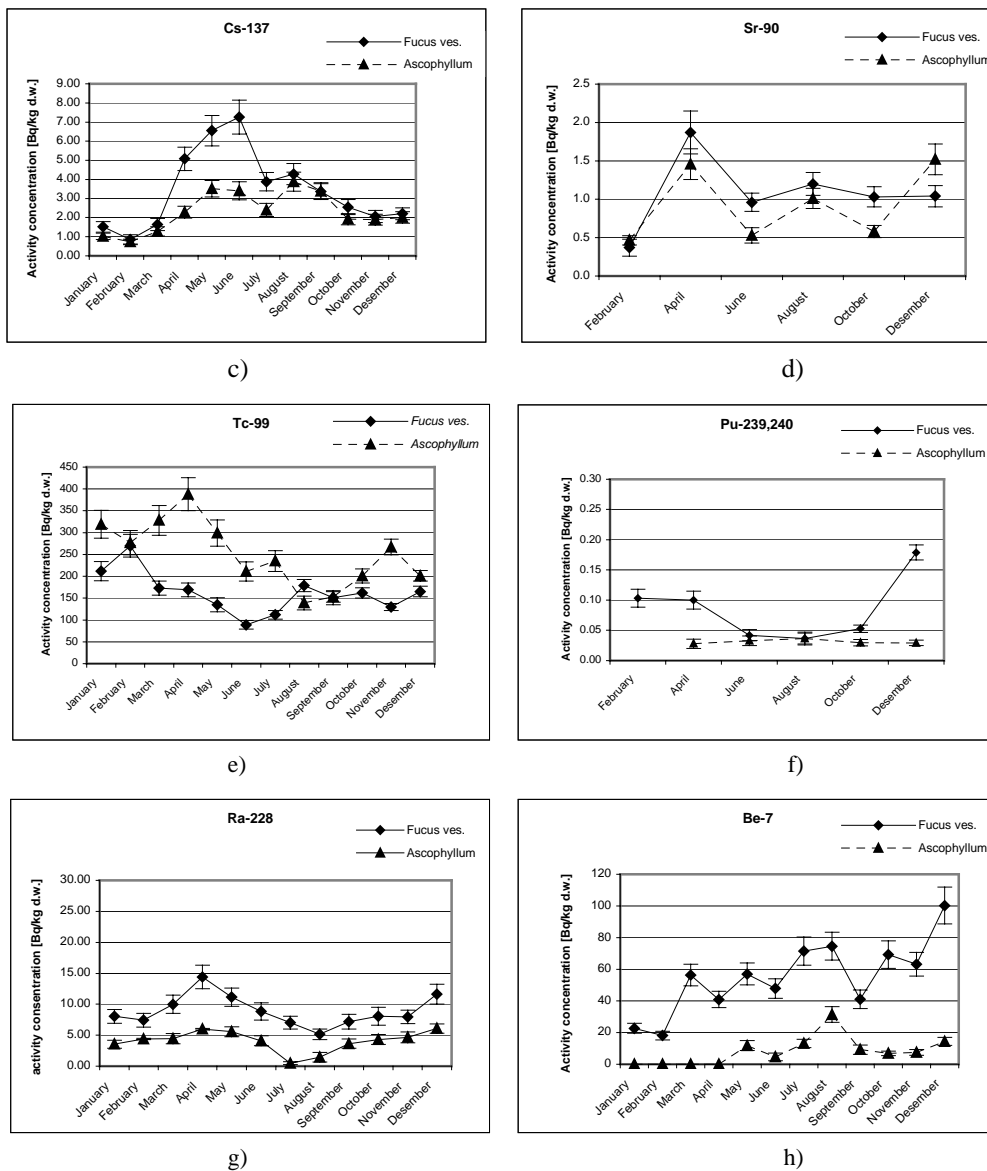 Cs-137
Fucus ves.
Ascophyllum
Activity concentration [Bq/kg d.w.]
9.00
8.00
7.00
6.00
5.00
4.00
3.00
2.00
1.00
0.00
January
February
March
April
May
June
July
August
September
October
November
Desember
c)
Sr-90
Fucus ves.
Ascophyllum
Activity concentration [Bq/kg d.w.]
2.5
2.0
1.5
1.0
0.5
0.0
February
April
June
August
October
Desember
d)
Tc-99
Fucus ves.
Ascophyllum
Activity concentration [Bq/kg d.w.]
450
400
350
300
250
200
150
100
50
0
January
February
March
April
May
June
July
August
September
October
November
Desember
e)
Pu-239,240
Fucus ves.
Ascophyllum
Activity concentration [Bq/kg d.w.]
0.30
0.25
0.20
0.15
0.10
0.05
0.00
February
April
June
August
October
Desember
f)
Ra-228
Fucus ves.
Ascophyllum
activity consentration [Bq/kg d.w.]
30.00
25.00
20.00
15.00
10.00
5.00
0.00
January
February
March
April
May
June
July
August
September
October
November
Desember
g)
Be-7
Fucus ves.
Ascophyllum
Activity concentration [Bq/kg d.w.]
120
100
80
60
40
20
0
January
February
March
April
May
June
July
August
September
October
November
Desember
h)